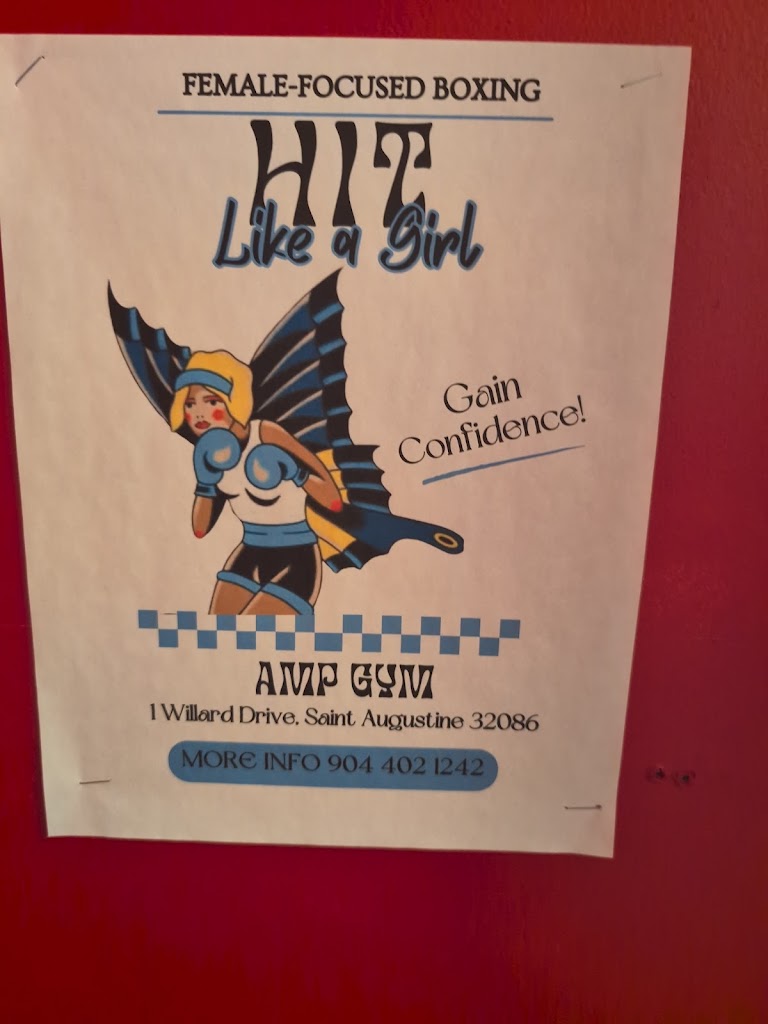 FEMALE-FOCUSED BOXING
HIT
Like a Girl
Gain
Confidence!
AMP GYM
1 Willard Drive, Saint Augustine 32086
MORE INFO 904 402 1242